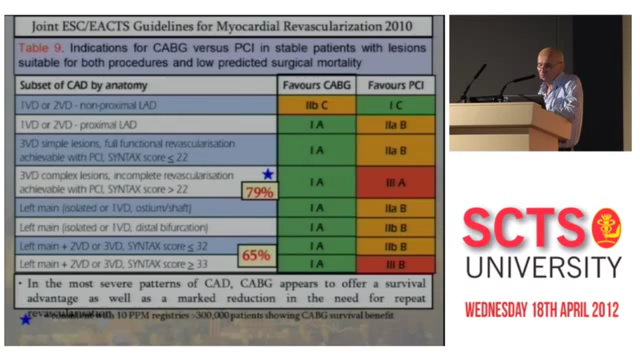 Joint ESC/EACTS Guidelines for Myocardial Revascularization 2010
Table 9. Indications for CABG versus PCI in stable patients with lesions
suitable for both procedures and low predicted surgical mortality
Subset of CAD by anatomy Favours CABG Favours PCI
1VD or 2VD - non-proximal LAD IIb C I C
1VD or 2VD - proximal LAD I A IIa B
3VD simple lesions, full functional revascularisation
achievable with PCI, SYNTAX score ≤ 22 I A IIa B
3VD complex lesions, incomplete revascularisation
achievable with PCI, SYNTAX score > 22 79% I A III A
Left main (isolated or 1VD, ostium/shaft) I A IIa B
Left main (isolated or 1VD, distal bifurcation) I A IIb B
Left main + 2VD or 3VD, SYNTAX score ≤ 32 I A IIb B
65%
Left main + 2VD or 3VD, SYNTAX score ≥ 33 I A III B
• In the most severe patterns of CAD, CABG appears to offer a survival
advantage as well as a marked reduction in the need for repeat
revascularisation
with 10 PPM registries >300,000 patients showing CABG survival benefit
SCTS
UNIVERSITY
WEDNESDAY 18TH APRIL 2012